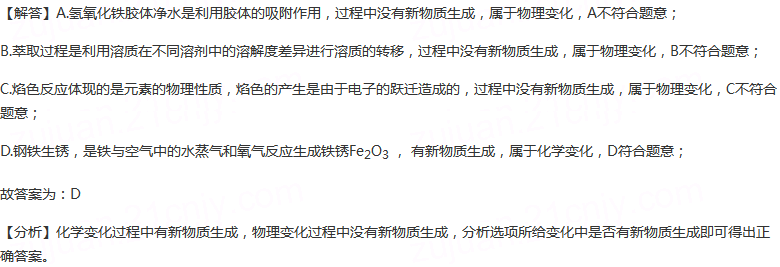 【解答】A.氢氧化铁胶体净水是利用胶体的吸附作用，过程中没有新物质生成，属于物理变化，A不符合题意；
B.萃取过程是利用溶质在不同溶剂中的溶解度差异进行溶质的转移，过程中没有新物质生成，属于物理变化，B不符合题意；
C.焰色反应体现的是元素的物理性质，焰色的产生是由于电子的跃迁造成的，过程中没有新物质生成，属于物理变化，C不符合
题意；
D.钢铁生锈，是铁与空气中的水蒸气和氧气反应生成铁锈Fe₂O₃ ， 有新物质生成，属于化学变化，D符合题意；
故答案为：D
【分析】化学变化过程中有新物质生成，物理变化过程中没有新物质生成，分析选项所给变化中是否有新物质生成即可得出正
确答案。